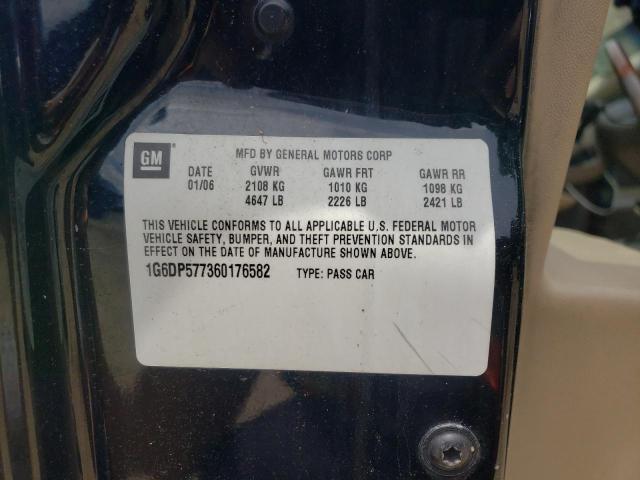 GM
MFD BY GENERAL MOTORS CORP
DATE GVWR GAWR FRT GAWR RR
01/06 2108 KG 1010 KG 1098 KG
4647 LB 2226 LB 2421 LB
THIS VEHICLE CONFORMS TO ALL APPLICABLE U.S. FEDERAL MOTOR
VEHICLE SAFETY, BUMPER, AND THEFT PREVENTION STANDARDS IN
EFFECT ON THE DATE OF MANUFACTURE SHOWN ABOVE.
1G6DP577360176582 TYPE: PASS CAR